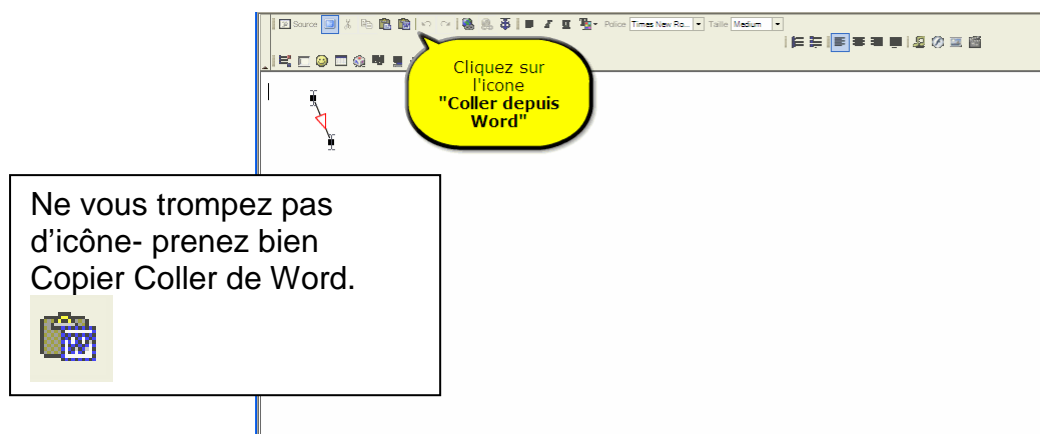 Source Police Times New Ro... Taille Medium
Cliquez sur
l'icone
"Coller depuis
Word"
Ne vous trompez pas
d'icône- prenez bien
Copier Coller de Word.
W